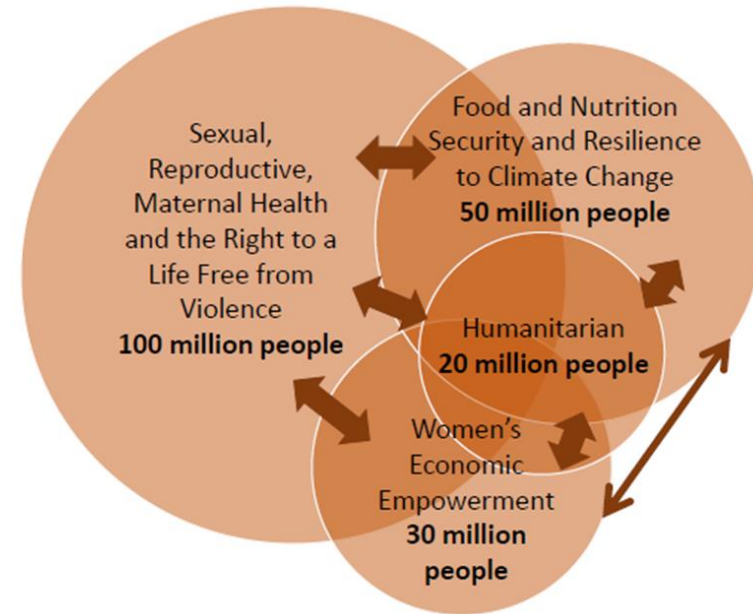 Sexual,
Reproductive,
Maternal Health
and the Right to a
Life Free from
Violence
100 million people
Food and Nutrition
Security and Resilience
to Climate Change
50 million people
Humanitarian
20 million people
Women's
Economic
Empowerment
30 million
people